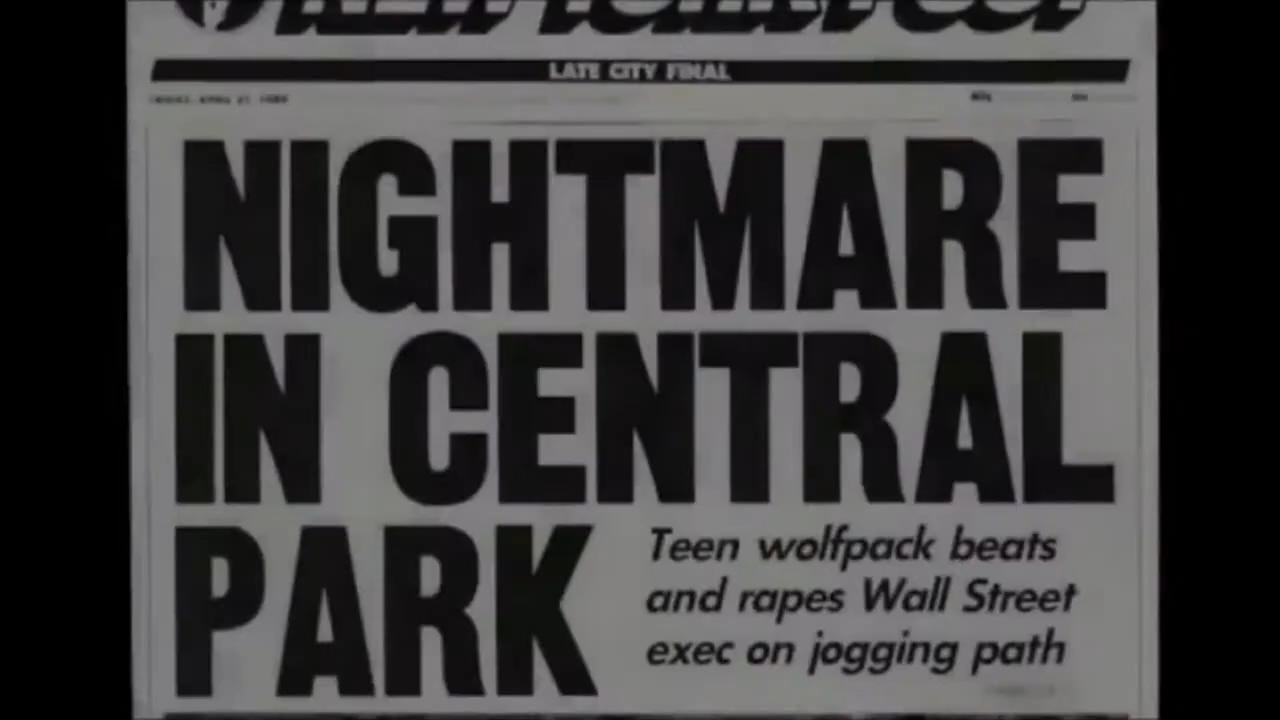 LATE CITY FINAL
NIGHTMARE
IN CENTRAL
PARK
Teen wolfpack beats
and rapes Wall Street
exec on jogging path